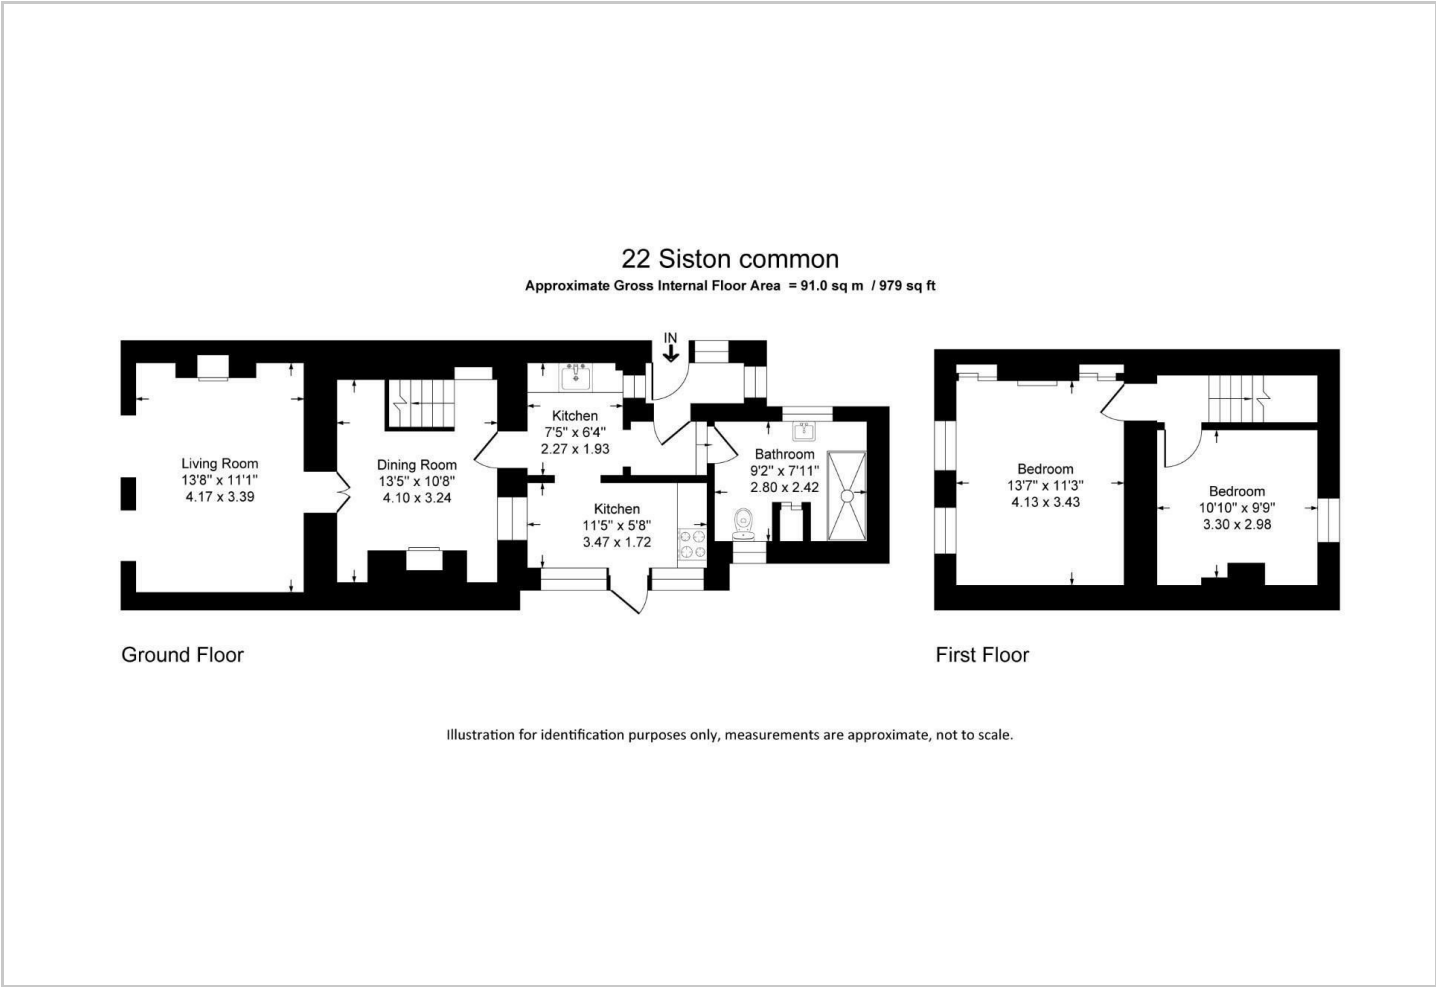 22 Siston common
Approximate Gross Internal Floor Area = 91.0 sq m / 979 sq ft
IN
Living Room
13'8" x 11'1"
4.17 x 3.39
Dining Room
13'5" x 10'8"
4.10 x 3.24
Kitchen
7'5" x 6'4"
2.27 x 1.93
Kitchen
11'5" x 5'8"
3.47 x 1.72
Bathroom
9'2" x 7'11"
2.80 x 2.42
Bedroom
13'7" x 11'3"
4.13 x 3.43
Bedroom
10'10" x 9'9"
3.30 x 2.98
Ground Floor
First Floor
Illustration for identification purposes only, measurements are approximate, not to scale.